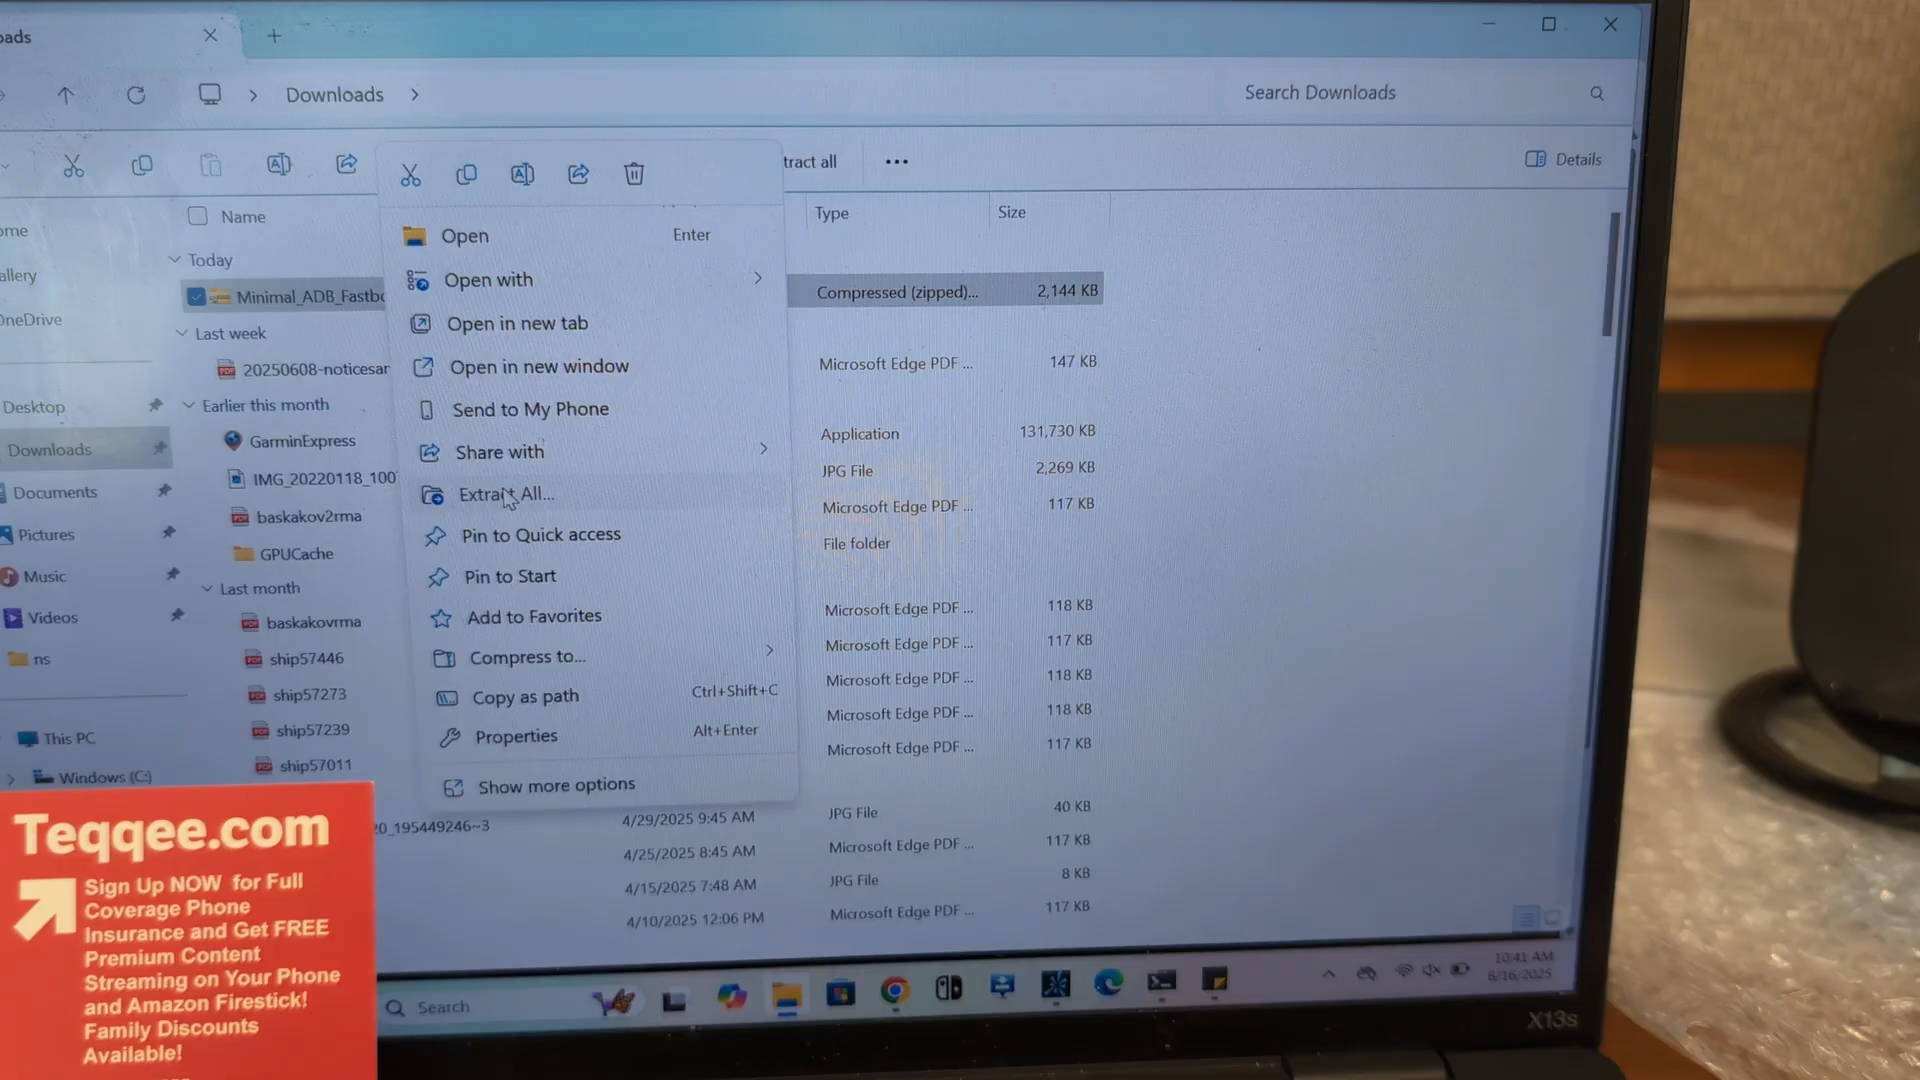 Downloads
Search Downloads
tract all
Details
Name
Type
Size
Today
Minimal_ADB_Fastbo
Compressed (zipped)...
2,144 KB
Last week
20250608-noticesar
Microsoft Edge PDF ...
147 KB
Earlier this month
GarminExpress
Application
131,730 KB
IMG_20220118_100
JPG File
2,269 KB
baskakov2rma
Microsoft Edge PDF ...
117 KB
GPUCache
File folder
Last month
baskakovrma
Microsoft Edge PDF ...
118 KB
ship57446
Microsoft Edge PDF ...
117 KB
ship57273
Microsoft Edge PDF ...
118 KB
ship57239
Microsoft Edge PDF ...
118 KB
ship57011
Microsoft Edge PDF ...
117 KB
20_195449246~3
4/29/2025 9:45 AM
JPG File
40 KB
4/25/2025 8:45 AM
Microsoft Edge PDF ...
117 KB
4/15/2025 7:48 AM
JPG File
8 KB
4/10/2025 12:06 PM
Microsoft Edge PDF ...
117 KB
Open
Enter
Open with
Open in new tab
Open in new window
Send to My Phone
Share with
Extract All...
Pin to Quick access
Pin to Start
Add to Favorites
Compress to...
Copy as path
Ctrl+Shift+C
Properties
Alt+Enter
Show more options
ads
ome
allery
OneDrive
Desktop
Downloads
Documents
Pictures
Music
Videos
ns
This PC
Windows (C:)
Search
10:41 AM
6/16/2025
X13s
Teqqee.com
Sign Up NOW for Full
Coverage Phone
Insurance and Get FREE
Premium Content
Streaming on Your Phone
and Amazon Firestick!
Family Discounts
Available!